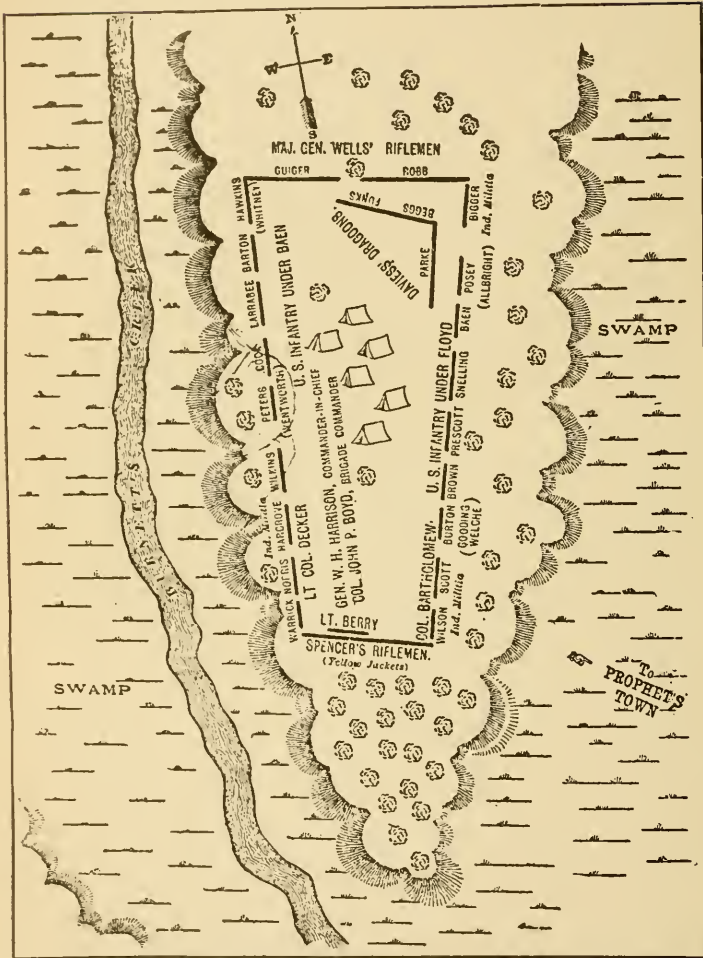 N
W E
S
MAJ. GEN. WELLS' RIFLEMEN
GUIGER ROBB
HAWKINS
(WHITNEY)
BARTON
LARRABEE
COOK
PETERS
(WENTWORTH)
WILKINS
Ind. Militia
HARGROVE
NORRIS
WARRICK
U. S. INFANTRY UNDER BAEN
LT COL. DECKER
FUNKS
BEGGS
DAVIESS' DRAGOONS.
PARKE
BIGGER
Ind. Militia
POSEY
(ALLBRIGHT)
BAEN
SNELLING
PRESCOTT
BROWN
BURTON
(GOODING
WELCHE)
SCOTT
WILSON
Ind. Militia
U. S. INFANTRY UNDER FLOYD
COL. BARTHOLOMEW.
GEN. W. H. HARRISON, COMMANDER-IN-CHIEF
COL. JOHN P. BOYD, BRIGADE COMMANDER
LT. BERRY
SPENCER'S RIFLEMEN.
(Yellow Jackets)
BURNETTS CREEK
SWAMP
SWAMP
To
PROPHET'S
TOWN